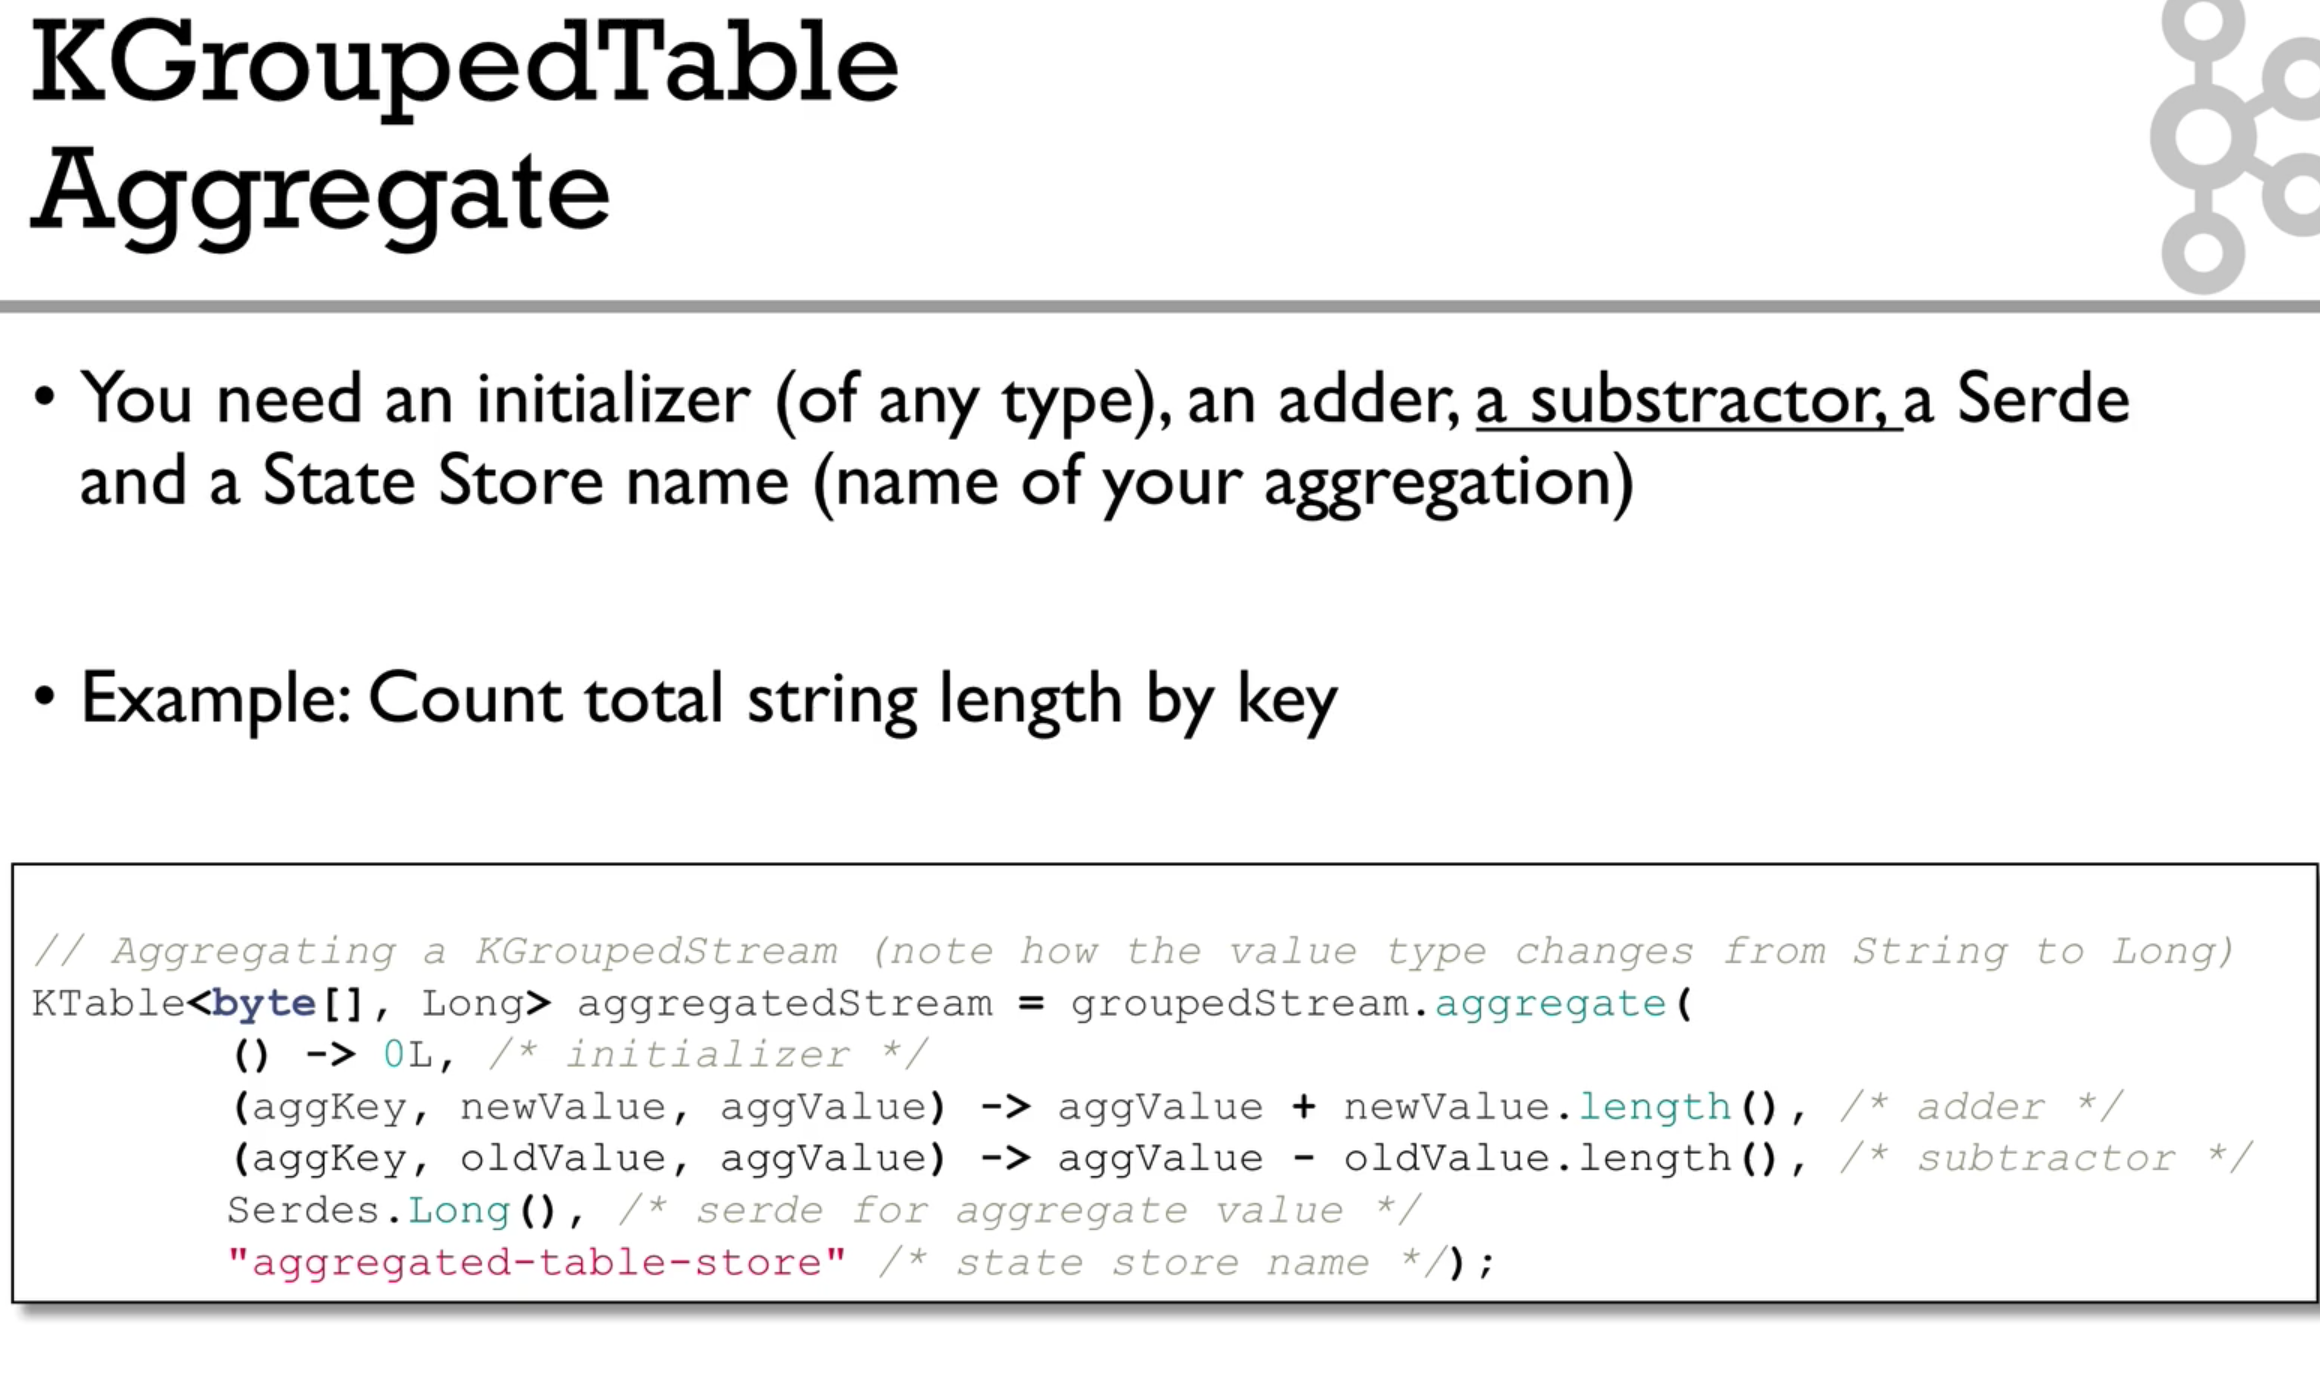 KGroupedTable
Aggregate
• You need an initializer (of any type), an adder, a substractor, a Serde
and a State Store name (name of your aggregation)
• Example: Count total string length by key
// Aggregating a KGroupedStream (note how the value type changes from String to Long)
KTable<byte[], Long> aggregatedStream = groupedStream.aggregate(
() -> 0L, /* initializer */
(aggKey, newValue, aggValue) -> aggValue + newValue.length(), /* adder */
(aggKey, oldValue, aggValue) -> aggValue - oldValue.length(), /* subtractor */
Serdes.Long(), /* serde for aggregate value */
"aggregated-table-store" /* state store name */);